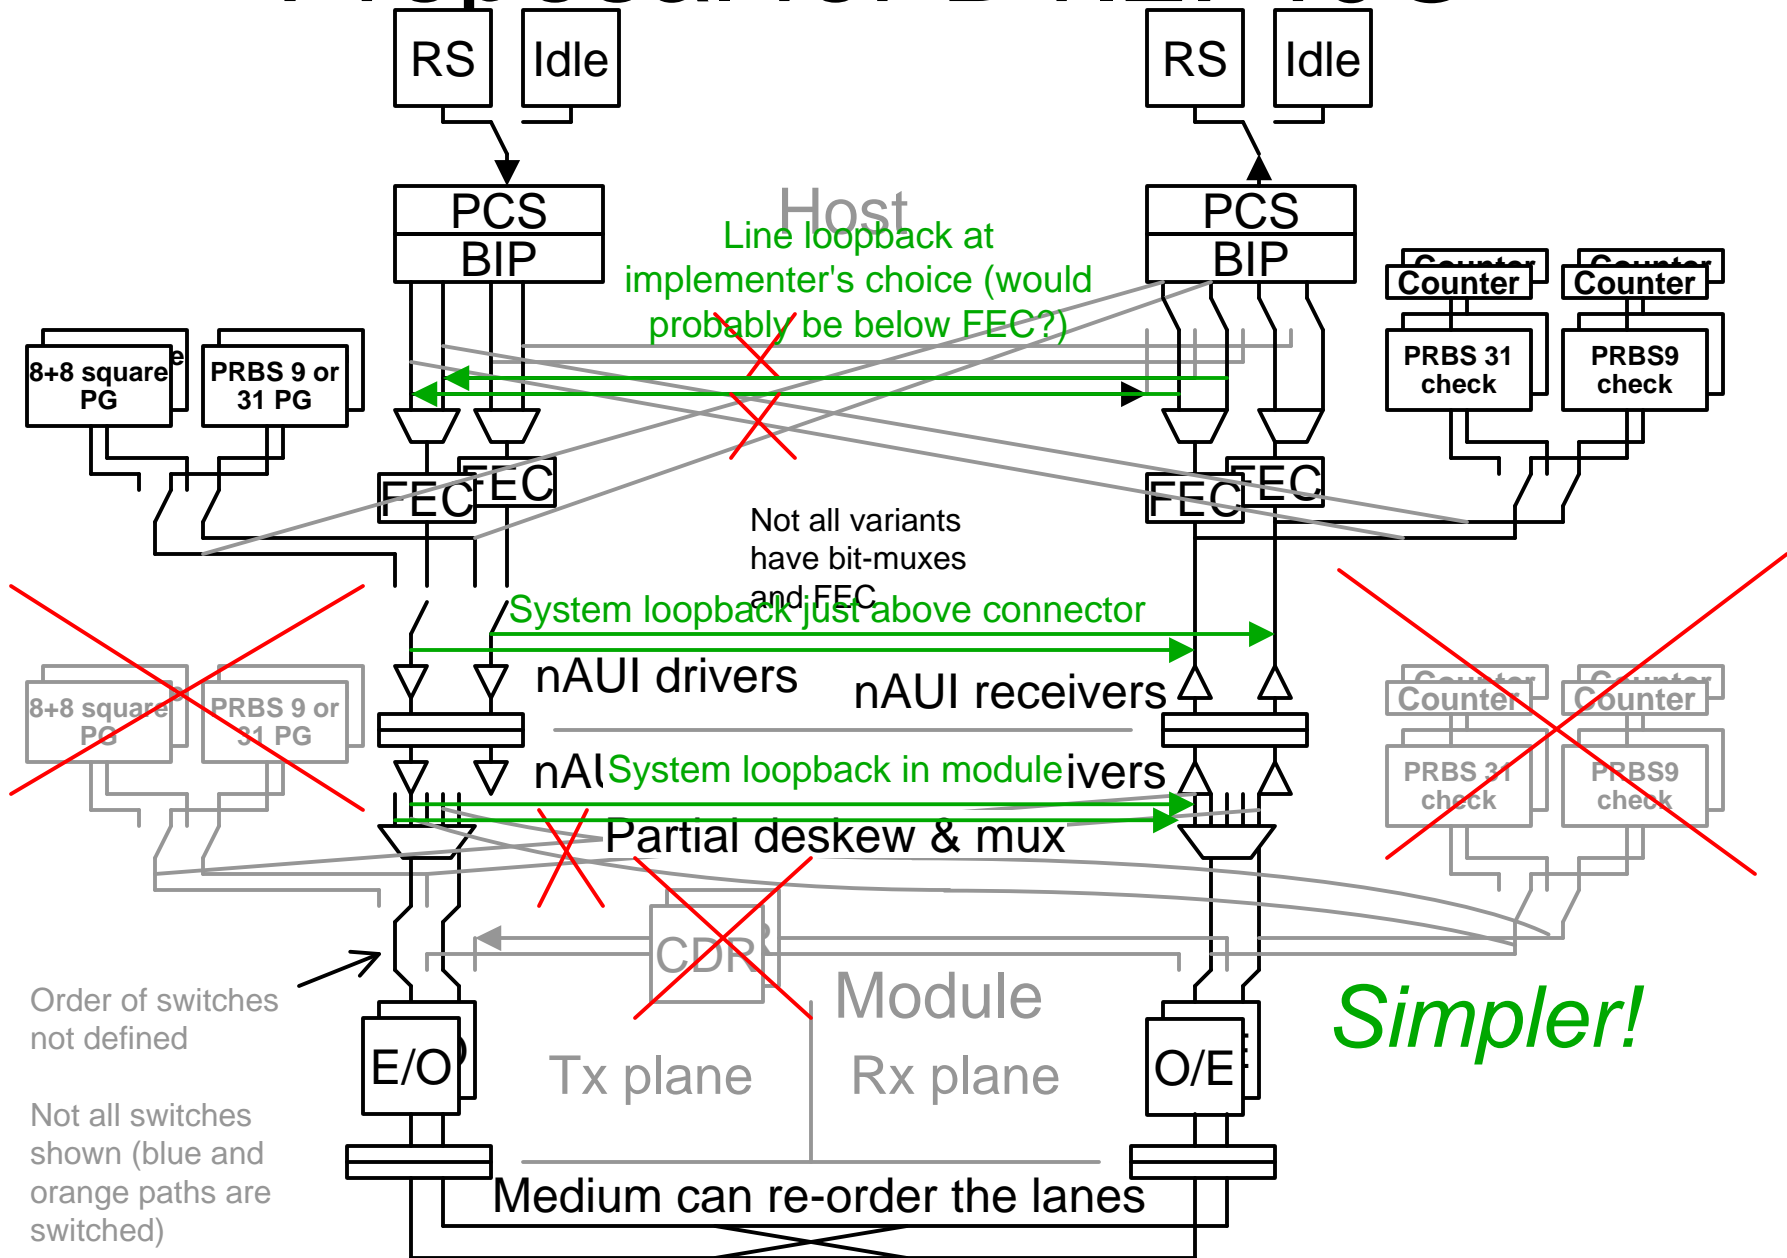 RS
Idle
RS
Idle
PCS
BIP
Host
PCS
BIP
Line loopback at
implementer's choice (would
probably be below FEC?)
Counter
Counter
8+8 square
PG
PRBS 9 or
31 PG
PRBS 31
check
PRBS9
check
FEC
FEC
FEC
FEC
Not all variants
have bit-muxes
and FEC
System loopback just above connector
nAUI drivers
nAUI receivers
8+8 square
PG
PRBS 9 or
31 PG
Counter
Counter
PRBS 31
check
PRBS9
check
System loopback in module
Partial deskew & mux
CDR
Module
Order of switches
not defined
Simpler!
E/O
Tx plane
Rx plane
O/E
Not all switches
shown (blue and
orange paths are
switched)
Medium can re-order the lanes